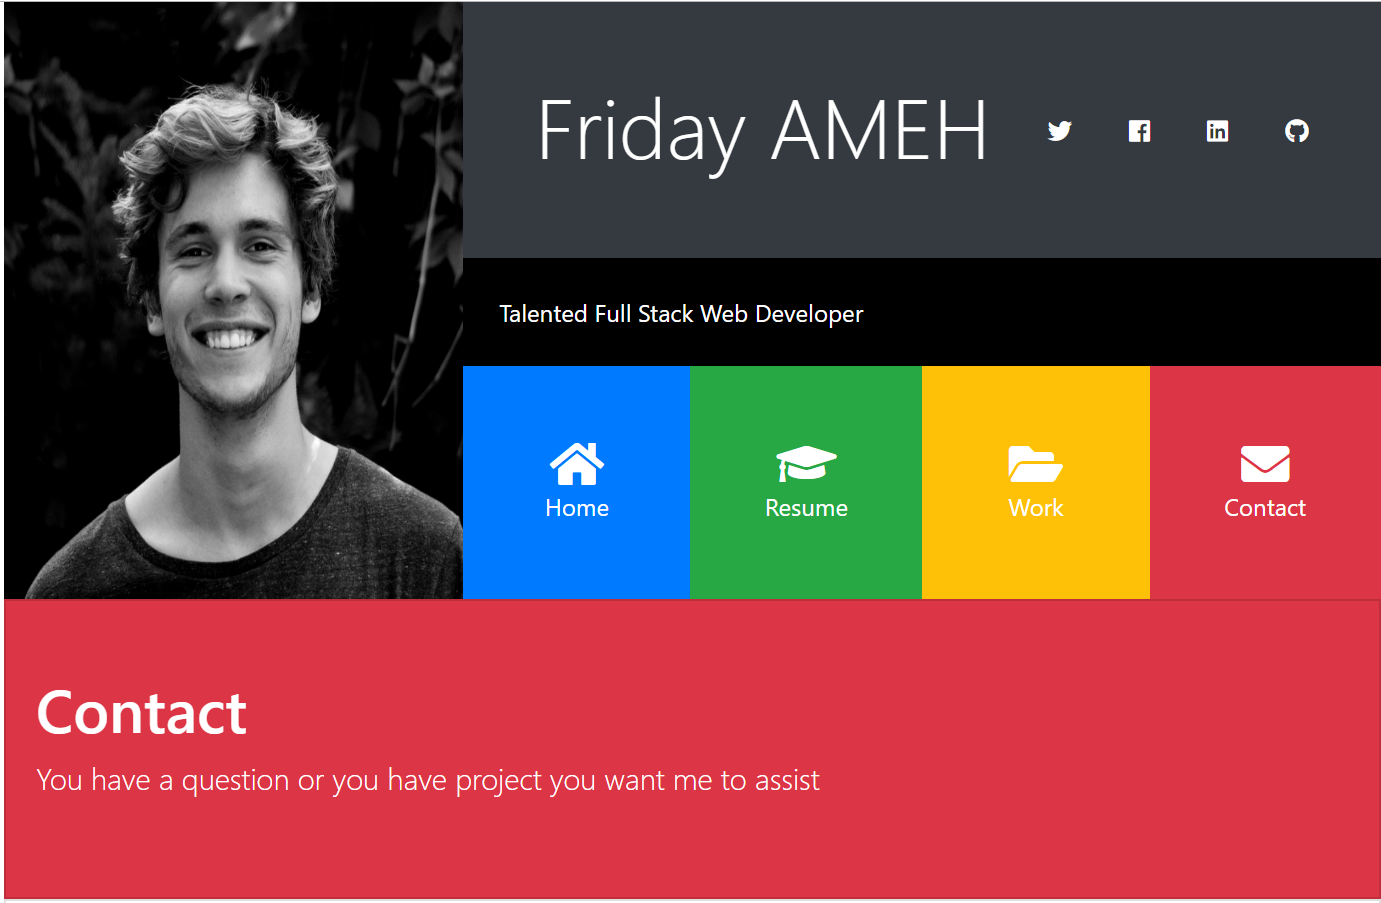 Friday AMEH
Talented Full Stack Web Developer
Home
Resume
Work
Contact
Contact
You have a question or you have project you want me to assist